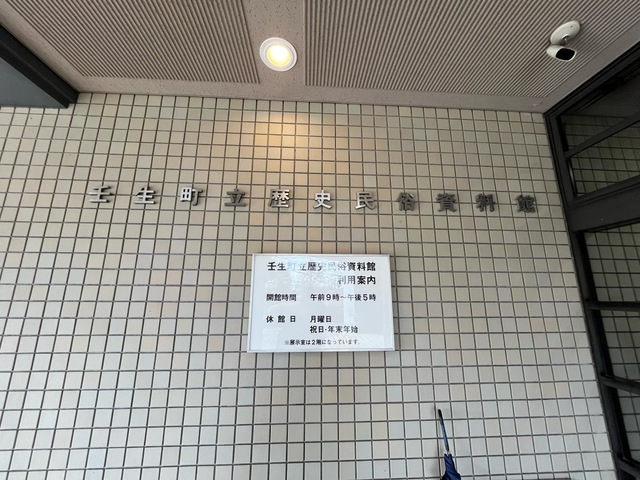 壬生町立歴史民俗資料館
壬生町立歴史民俗資料館
利用案内
開館時間 午前9時～午後5時
休館日 月曜日
祝日・年末年始
※展示室は2階になっています。